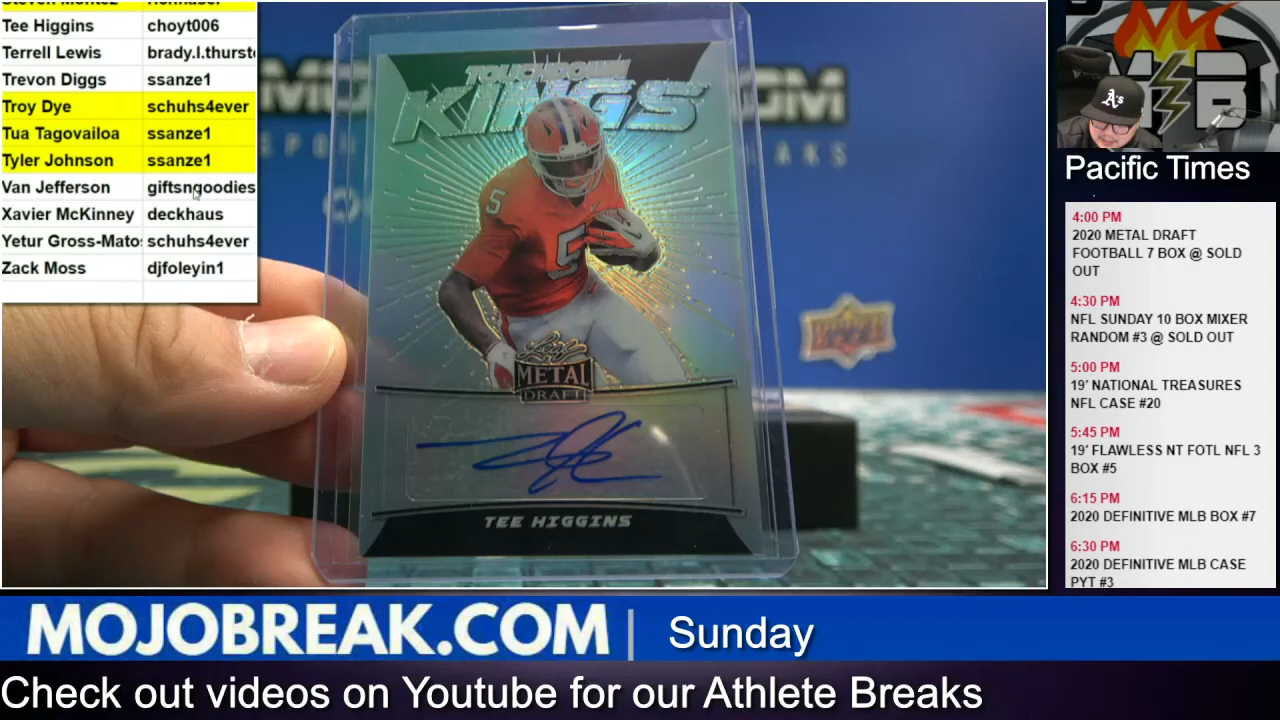 Tee Higgins choyt006
Terrell Lewis brady.l.thurst
Trevon Diggs ssanze1
Troy Dye schuhs4ever
Tua Tagovailoa ssanze1
Tyler Johnson ssanze1
Van Jefferson giftsngoodies
Xavier McKinney deckhaus
Yetur Gross-Mato schuhs4ever
Zack Moss djfoleyin1
TOUCHDOWN
KINGS
5
5
Leaf
METAL
DRAFT
TEE HIGGINS
UPPER DECK
A's
M B
Pacific Times
4:00 PM
2020 METAL DRAFT
FOOTBALL 7 BOX @ SOLD
OUT
4:30 PM
NFL SUNDAY 10 BOX MIXER
RANDOM #3 @ SOLD OUT
5:00 PM
19' NATIONAL TREASURES
NFL CASE #20
5:45 PM
19' FLAWLESS NT FOTL NFL 3
BOX #5
6:15 PM
2020 DEFINITIVE MLB BOX #7
6:30 PM
2020 DEFINITIVE MLB CASE
PYT #3
MOJOBREAK.COM | Sunday
Check out videos on Youtube for our Athlete Breaks